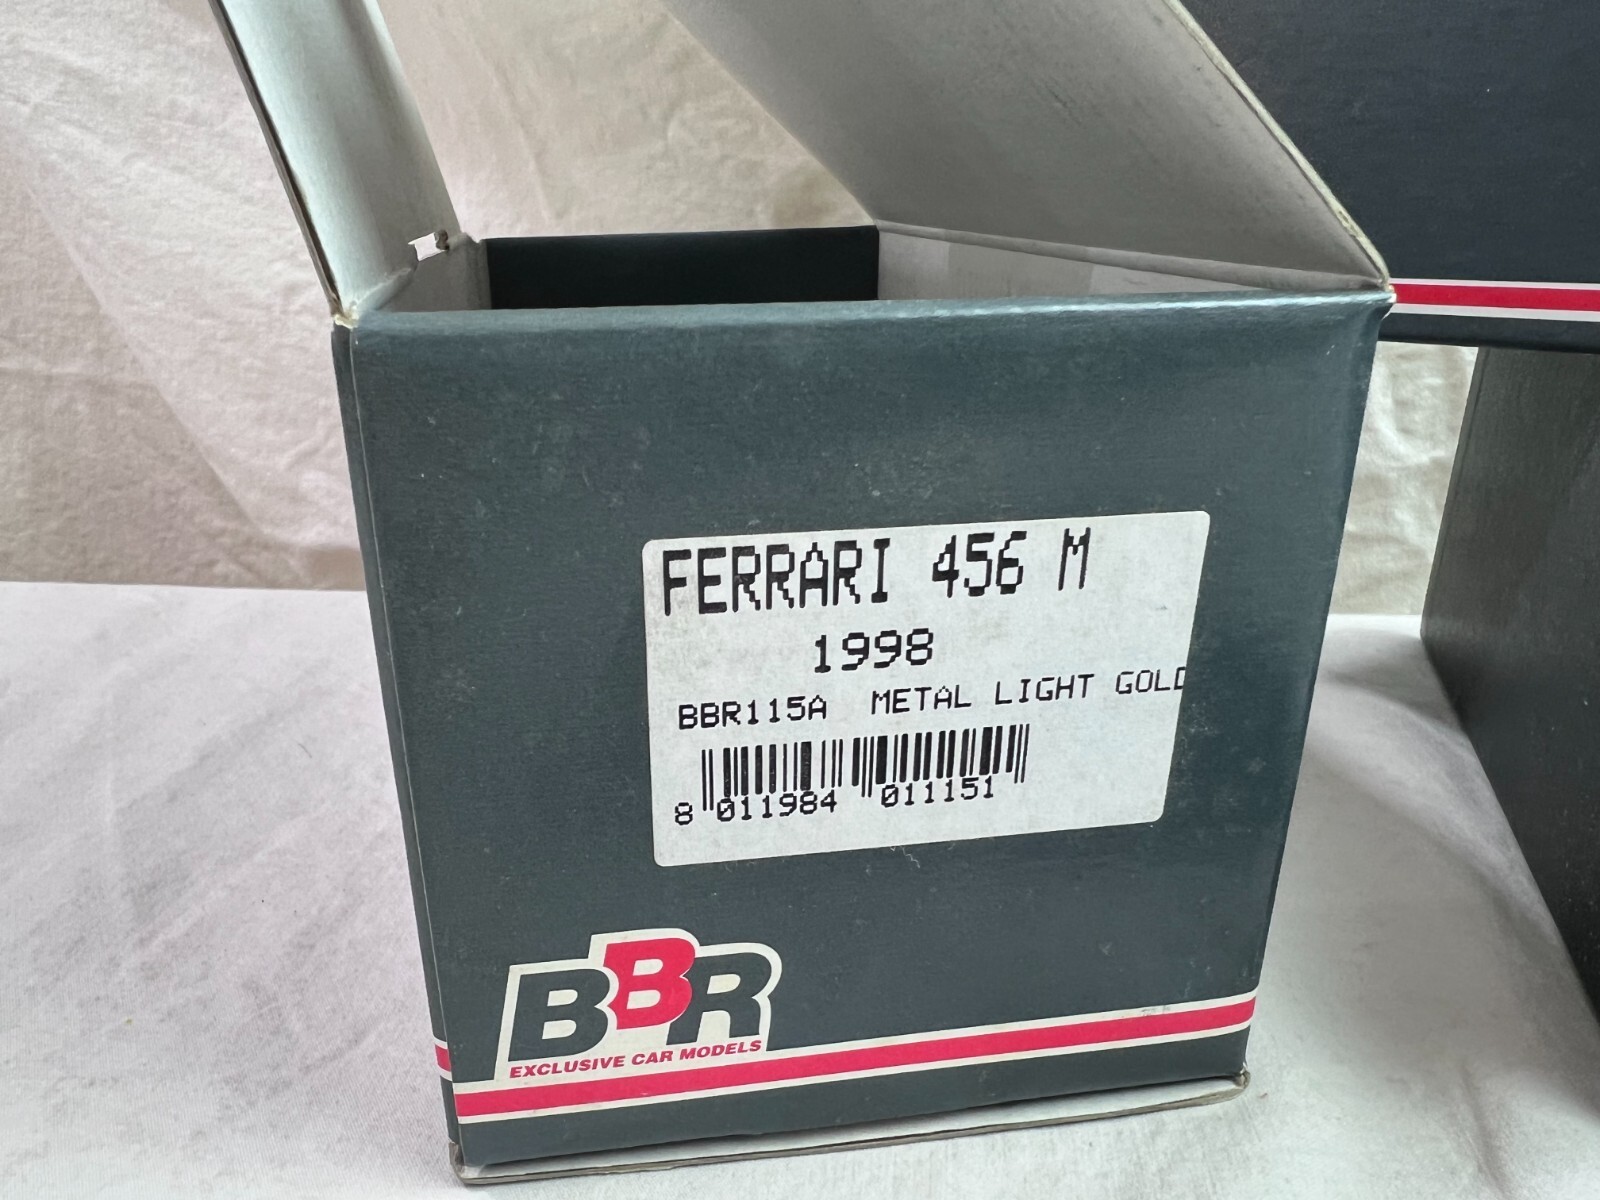 FERRARI 456 M
1998
BBR115A METAL LIGHT GOLD
8 011984 011151
BBR
EXCLUSIVE CAR MODELS